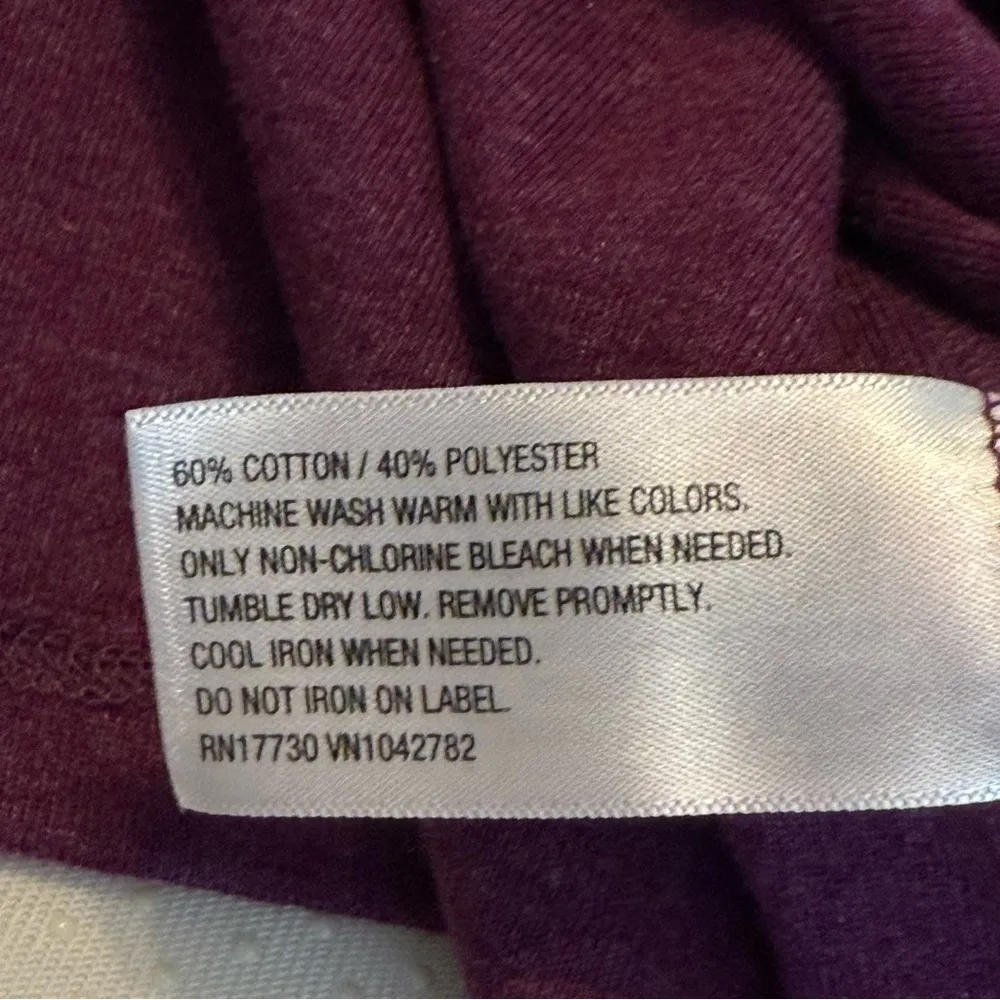 60% COTTON / 40% POLYESTER
MACHINE WASH WARM WITH LIKE COLORS.
ONLY NON-CHLORINE BLEACH WHEN NEEDED.
TUMBLE DRY LOW. REMOVE PROMPTLY.
COOL IRON WHEN NEEDED.
DO NOT IRON ON LABEL.
RN17730 VN1042782